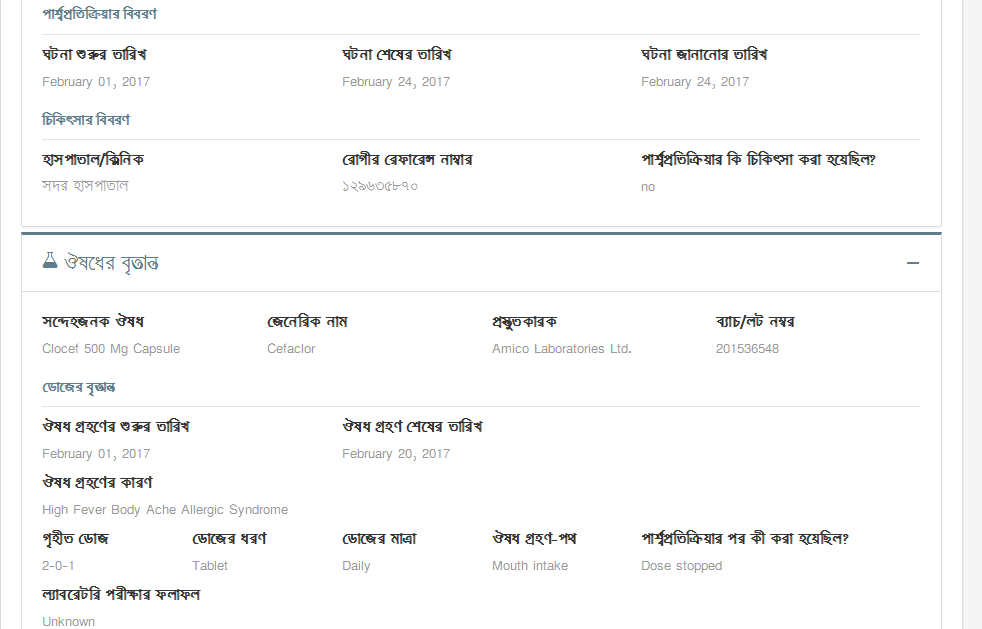 পার্শ্বপ্রতিক্রিয়ার বিবরণ
ঘটনা শুরুর তারিখ ঘটনা শেষের তারিখ ঘটনা জানানোর তারিখ
February 01, 2017 February 24, 2017 February 24, 2017
চিকিৎসার বিবরণ
হাসপাতাল/ক্লিনিক রোগীর রেফারেন্স নাম্বার পার্শ্বপ্রতিক্রিয়ার কি চিকিৎসা করা হয়েছিল?
সদর হাসপাতাল ১২৯৬৩৫৮৭০ no
ঔষধের বৃত্তান্ত
সন্দেহজনক ঔষধ জেনেরিক নাম প্রস্তুতকারক ব্যাচ/লট নম্বর
Clocef 500 Mg Capsule Cefaclor Amico Laboratories Ltd. 201536548
ডোজের বৃত্তান্ত
ঔষধ গ্রহণের শুরুর তারিখ ঔষধ গ্রহণ শেষের তারিখ
February 01, 2017 February 20, 2017
ঔষধ গ্রহণের কারণ
High Fever Body Ache Allergic Syndrome
গৃহীত ডোজ ডোজের ধরণ ডোজের মাত্রা ঔষধ গ্রহণ-পথ পার্শ্বপ্রতিক্রিয়ার পর কী করা হয়েছিল?
2-0-1 Tablet Daily Mouth intake Dose stopped
ল্যাবরেটরি পরীক্ষার ফলাফল
Unknown